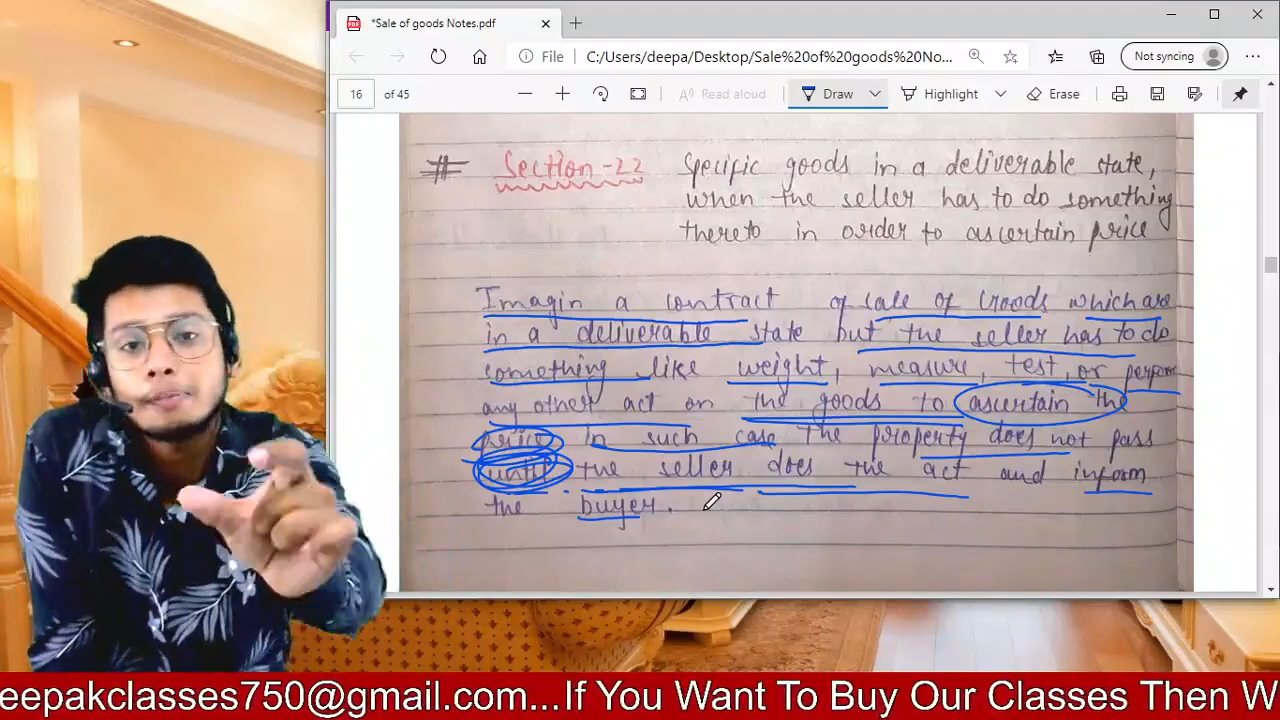 *Sale of goods Notes.pdf
File
C:/Users/deepa/Desktop/Sale%20of%20goods%20No...
Not syncing
16 of 45
Read aloud
Draw
Highlight
Erase
# Section-22 Specific goods in a deliverable state,
when the seller has to do something
thereto in order to ascertain price
Imagin a contract of sale of Goods which are
in a deliverable state but the seller has to do
something like weight, measure, test, or perform
any other act on the goods to ascertain the
price in such case the property does not pass
until the seller does the act and inform
the buyer.
eepakclasses750@gmail.com...If You Want To Buy Our Classes Then W